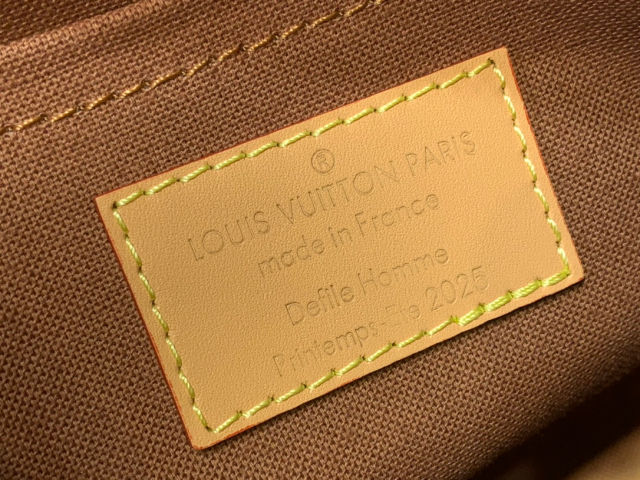 ®
LOUIS VUITTON PARIS
made in France
Defile Homme
Printemps-Ete 2025